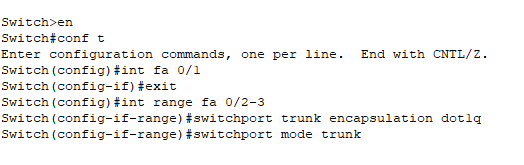 Switch>en
Switch#conf t
Enter configuration commands, one per line.  End with CNTL/Z.
Switch(config)#int fa 0/1
Switch(config-if)#exit
Switch(config)#int range fa 0/2-3
Switch(config-if-range)#switchport trunk encapsulation dot1q
Switch(config-if-range)#switchport mode trunk